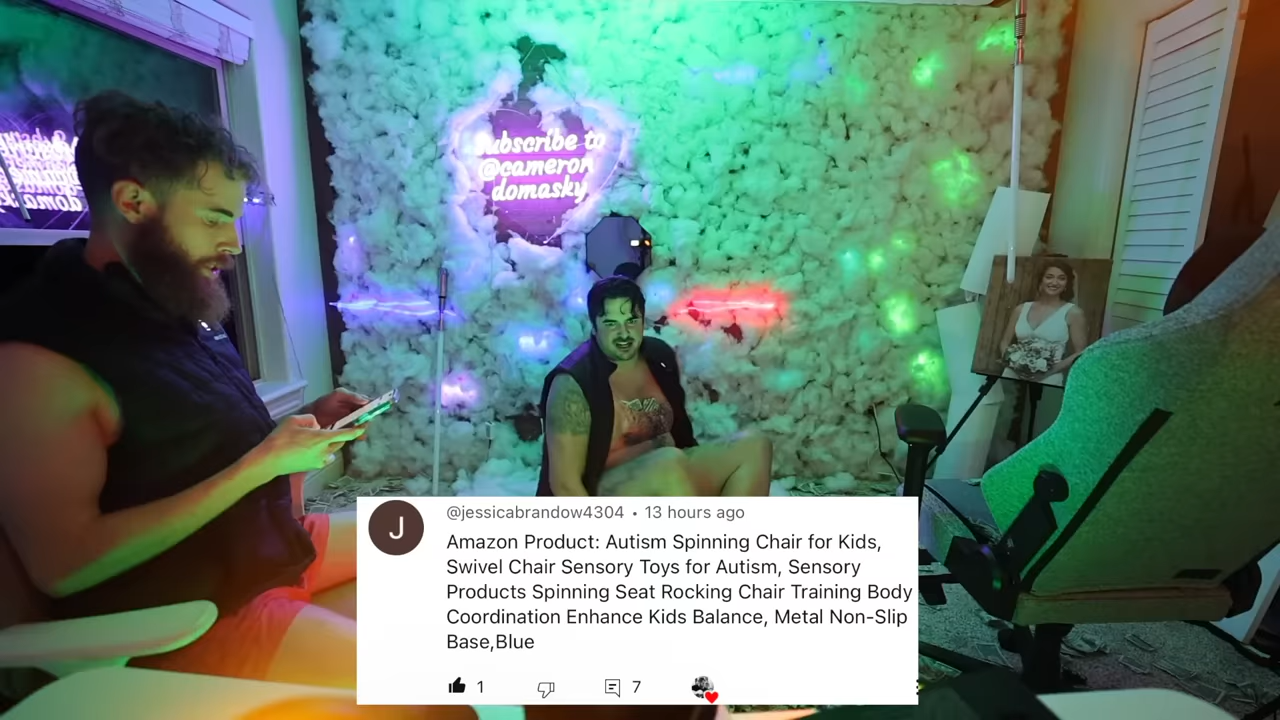 Subscribe to
@cameron
domasky
J
@jessicabrandow4304 • 13 hours ago
Amazon Product: Autism Spinning Chair for Kids,
Swivel Chair Sensory Toys for Autism, Sensory
Products Spinning Seat Rocking Chair Training Body
Coordination Enhance Kids Balance, Metal Non-Slip
Base,Blue
1
7